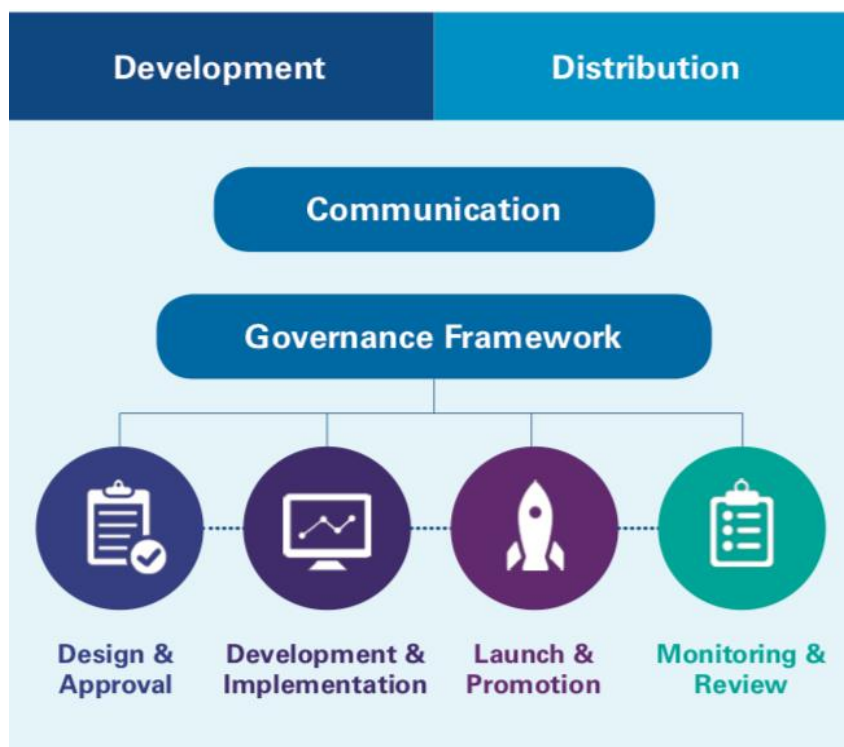 Development
Distribution
Communication
Governance Framework
Design &
Approval
Development &
Implementation
Launch &
Promotion
Monitoring &
Review